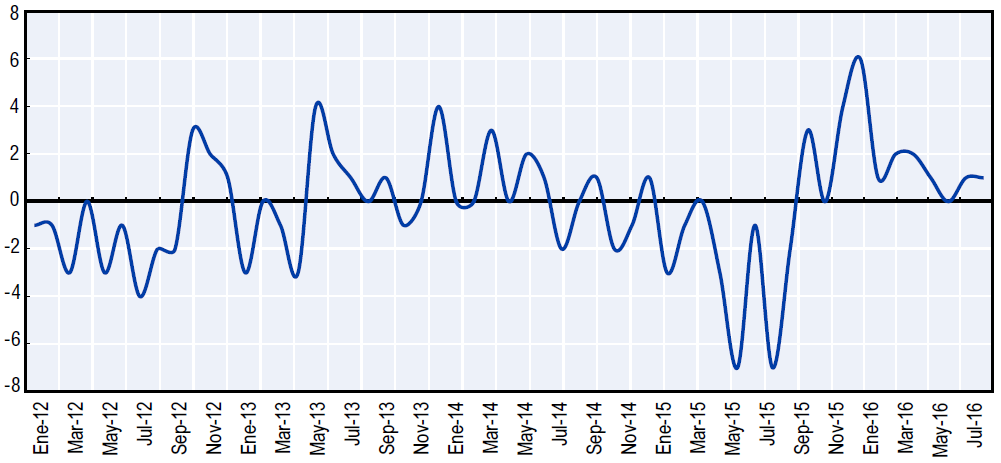 8
6
4
2
0
-2
-4
-6
-8
Ene-12
Mar-12
May-12
Jul-12
Sep-12
Nov-12
Ene-13
Mar-13
May-13
Jul-13
Sep-13
Nov-13
Ene-14
Mar-14
May-14
Jul-14
Sep-14
Nov-14
Ene-15
Mar-15
May-15
Jul-15
Sep-15
Nov-15
Ene-16
Mar-16
May-16
Jul-16